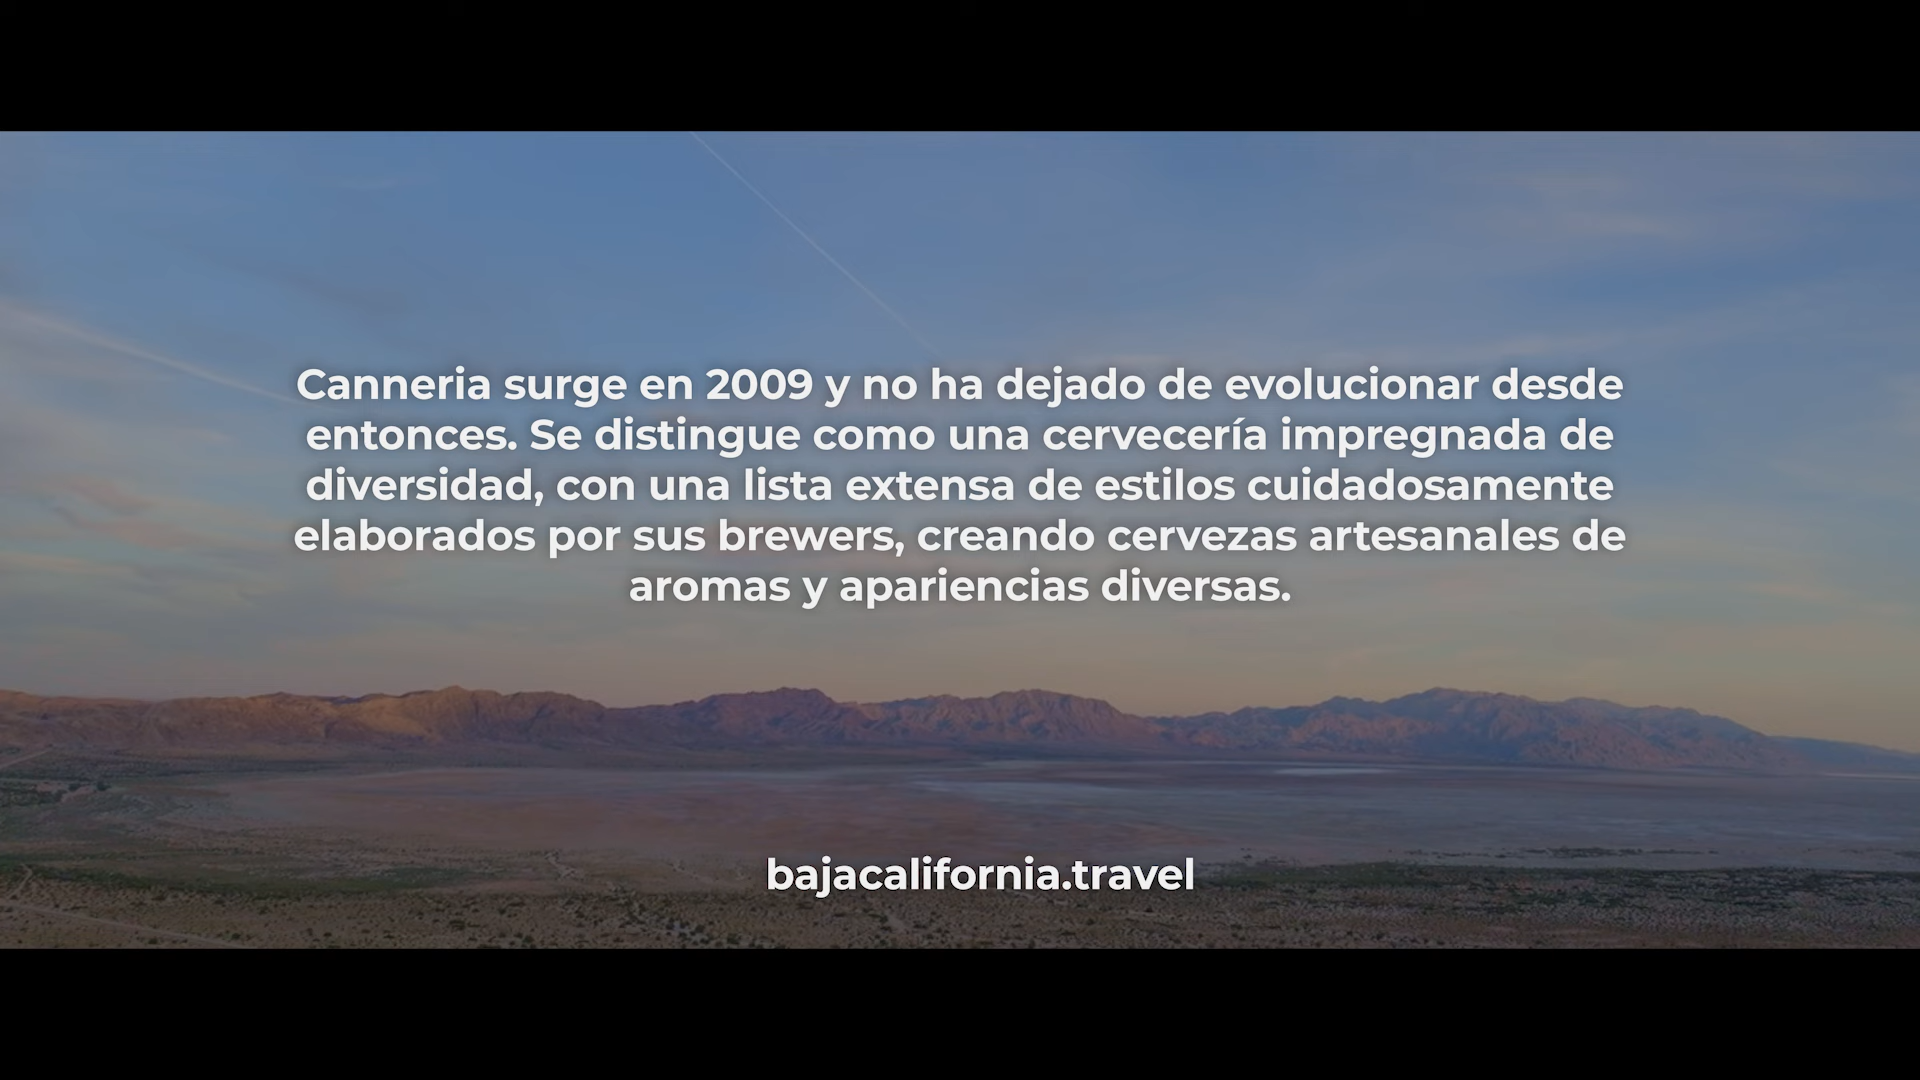 Canneria surge en 2009 y no ha dejado de evolucionar desde
entonces. Se distingue como una cervecería impregnada de
diversidad, con una lista extensa de estilos cuidadosamente
elaborados por sus brewers, creando cervezas artesanales de
aromas y apariencias diversas.
bajacalifornia.travel